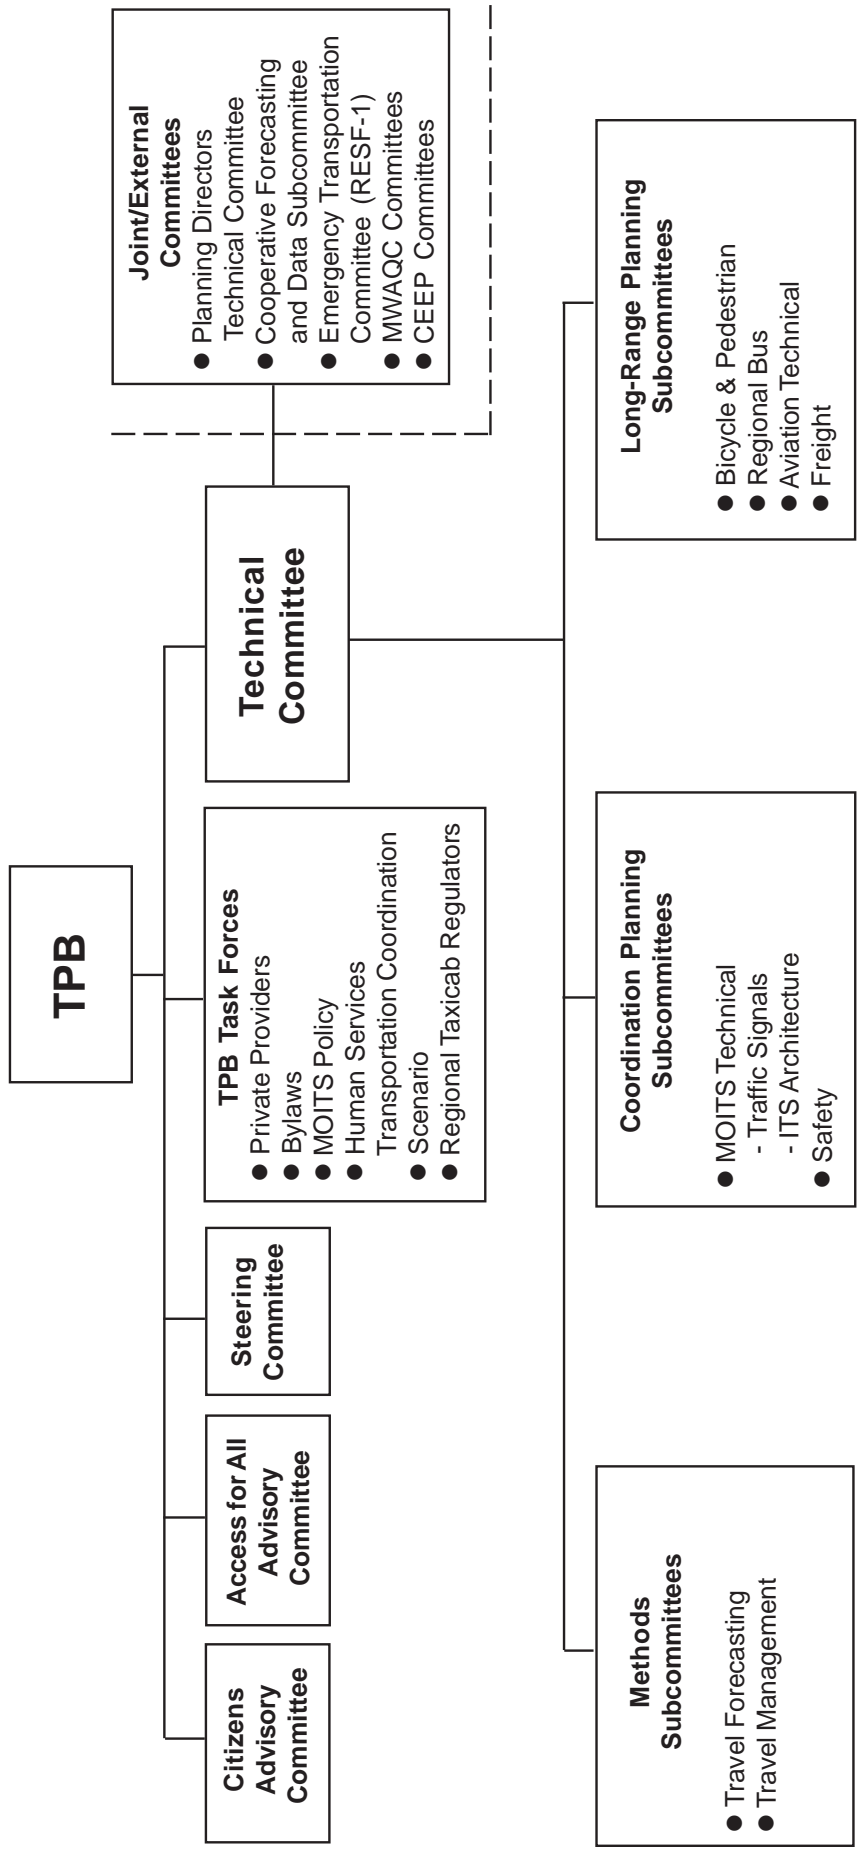 TPB
Citizens
Advisory
Committee
Access for All
Advisory
Committee
Steering
Committee
TPB Task Forces
● Private Providers
● Bylaws
● MOITS Policy
● Human Services
Transportation Coordination
● Scenario
● Regional Taxicab Regulators
Technical
Committee
Joint/External
Committees
● Planning Directors
Technical Committee
● Cooperative Forecasting
and Data Subcommittee
● Emergency Transportation
Committee (RESF-1)
● MWAQC Committees
● CEEP Committees
Methods
Subcommittees
● Travel Forecasting
● Travel Management
Coordination Planning
Subcommittees
● MOITS Technical
- Traffic Signals
- ITS Architecture
● Safety
Long-Range Planning
Subcommittees
● Bicycle & Pedestrian
● Regional Bus
● Aviation Technical
● Freight